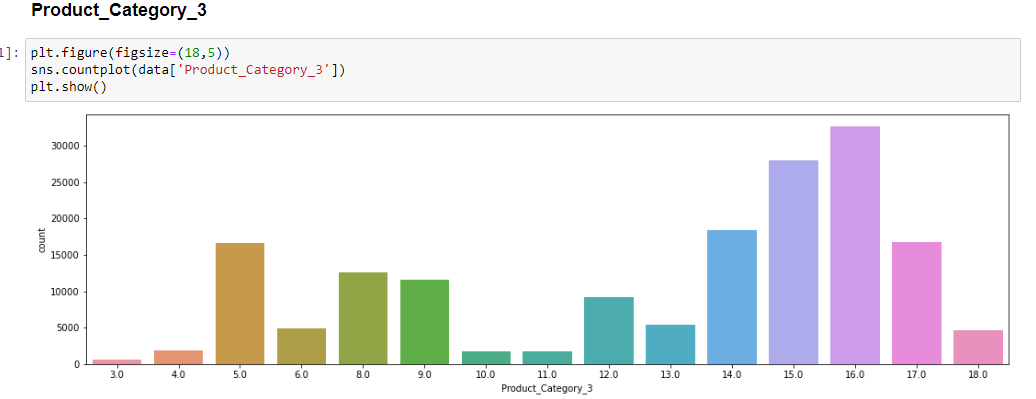 Product_Category_3
1]: plt.figure(figsize=(18,5))
sns.countplot(data['Product_Category_3'])
plt.show()
30000
25000
20000
15000
10000
5000
0
count
3.0 4.0 5.0 6.0 8.0 9.0 10.0 11.0 12.0 13.0 14.0 15.0 16.0 17.0 18.0
Product_Category_3